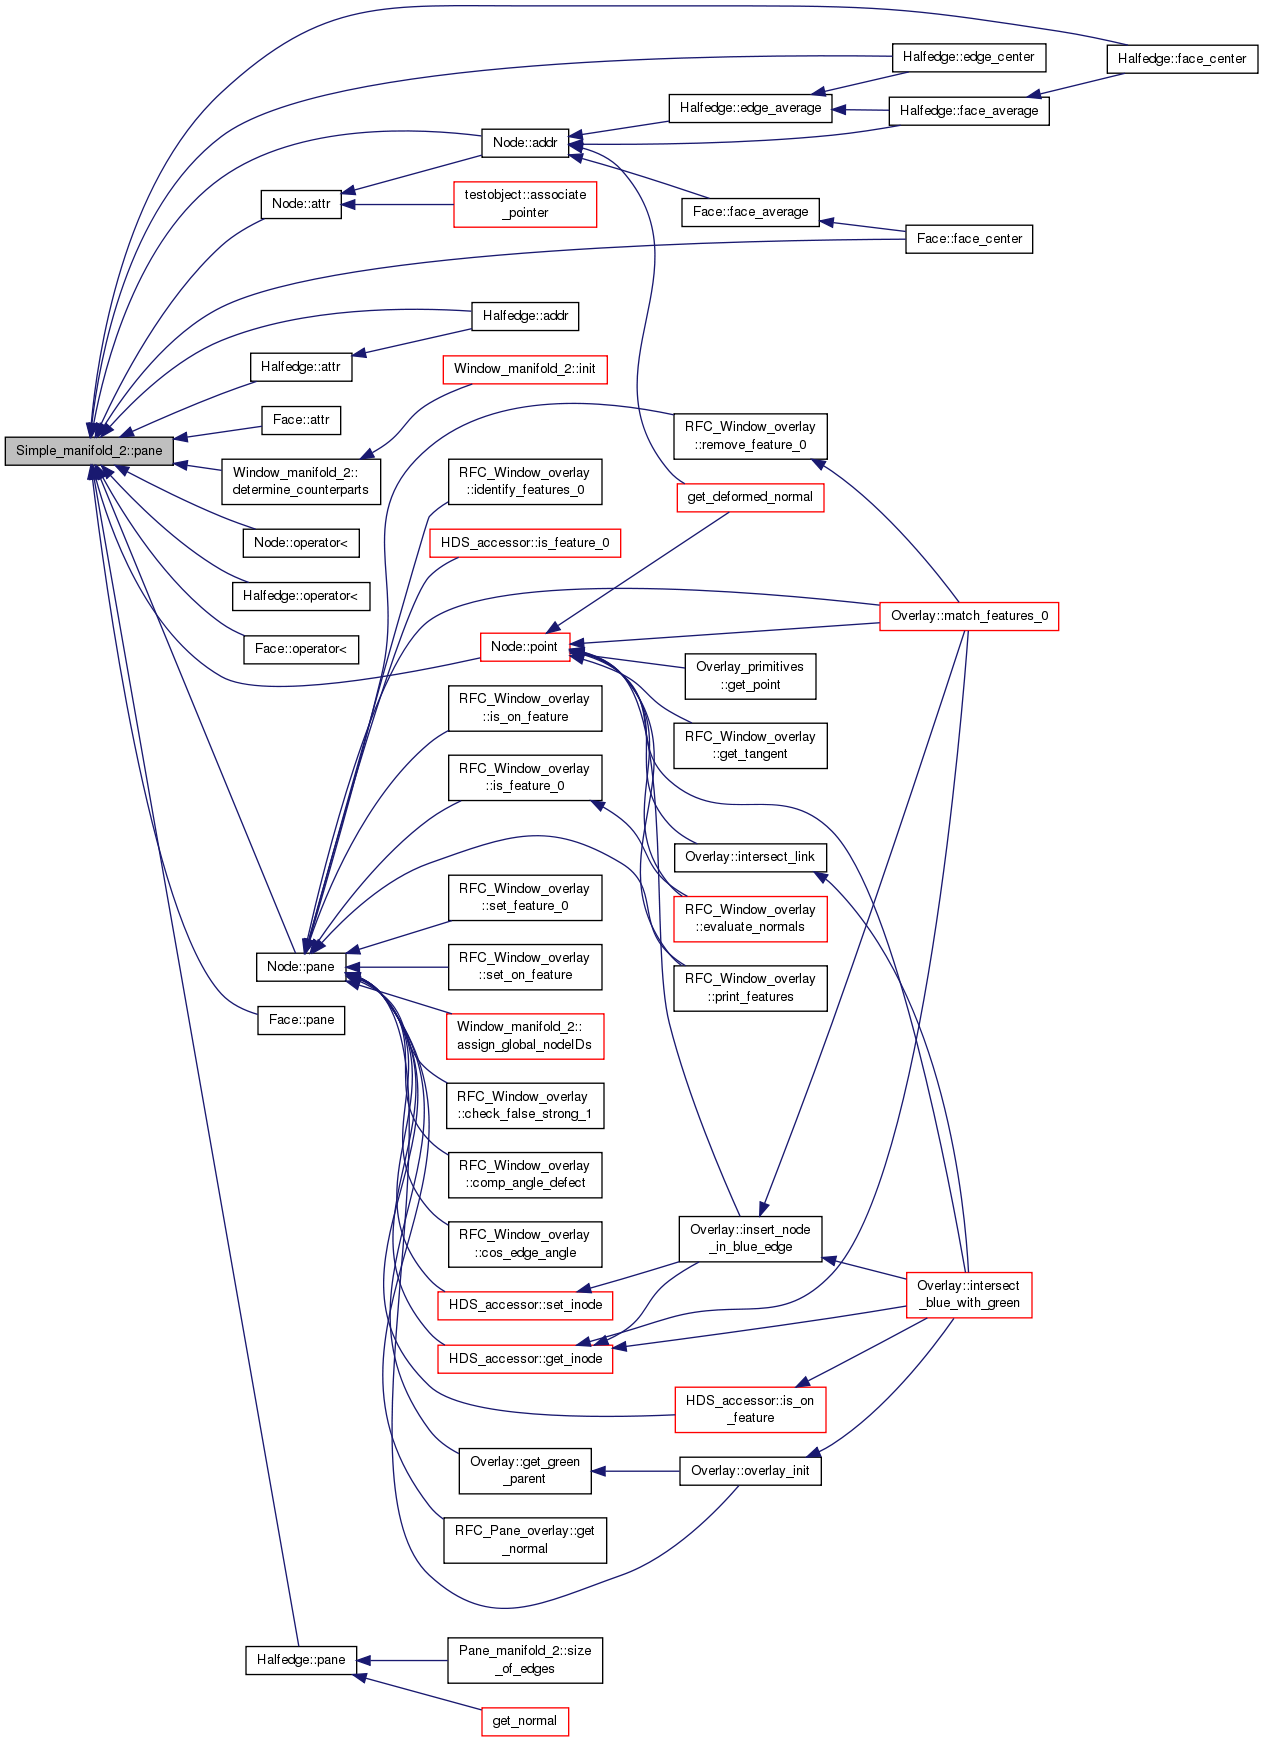 Halfedge::edge_center
Halfedge::face_center
Halfedge::edge_average
Halfedge::face_average
Node::addr
testobject::associate
_pointer
Node::attr
Face::face_average
Face::face_center
Halfedge::addr
Halfedge::attr
Window_manifold_2::init
Face::attr
RFC_Window_overlay
::remove_feature_0
Simple_manifold_2::pane
Window_manifold_2::
determine_counterparts
RFC_Window_overlay
::identify_features_0
get_deformed_normal
Node::operator<
HDS_accessor::is_feature_0
Halfedge::operator<
Overlay::match_features_0
Face::operator<
Node::point
Overlay_primitives
::get_point
RFC_Window_overlay
::is_on_feature
RFC_Window_overlay
::get_tangent
RFC_Window_overlay
::is_feature_0
Overlay::intersect_link
RFC_Window_overlay
::set_feature_0
RFC_Window_overlay
::evaluate_normals
Node::pane
RFC_Window_overlay
::set_on_feature
RFC_Window_overlay
::print_features
Face::pane
Window_manifold_2::
assign_global_nodeIDs
RFC_Window_overlay
::check_false_strong_1
RFC_Window_overlay
::comp_angle_defect
RFC_Window_overlay
::cos_edge_angle
Overlay::insert_node
_in_blue_edge
HDS_accessor::set_inode
Overlay::intersect
_blue_with_green
HDS_accessor::get_inode
HDS_accessor::is_on
_feature
Overlay::get_green
_parent
Overlay::overlay_init
RFC_Pane_overlay::get
_normal
Halfedge::pane
Pane_manifold_2::size
_of_edges
get_normal